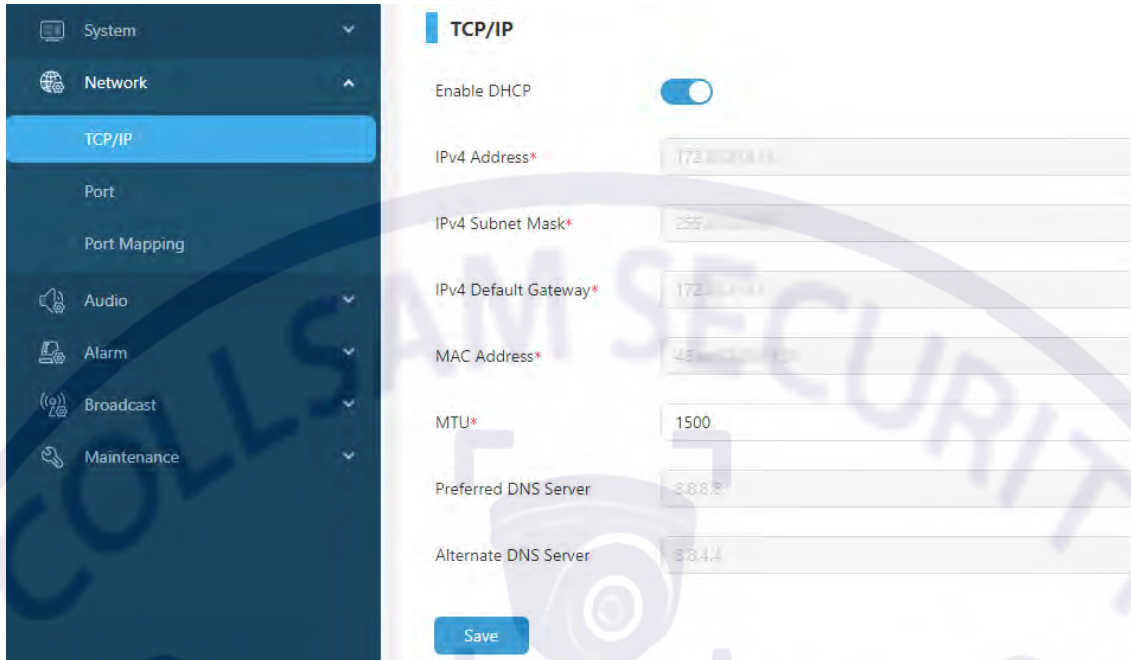 System
Network
TCP/IP
Port
Port Mapping
Audio
Alarm
Broadcast
Maintenance
TCP/IP
Enable DHCP
IPv4 Address*
IPv4 Subnet Mask*
IPv4 Default Gateway*
MAC Address*
MTU* 1500
Preferred DNS Server 8.8.8.8
Alternate DNS Server 8.8.4.4
Save
COLLSAM SECURIT